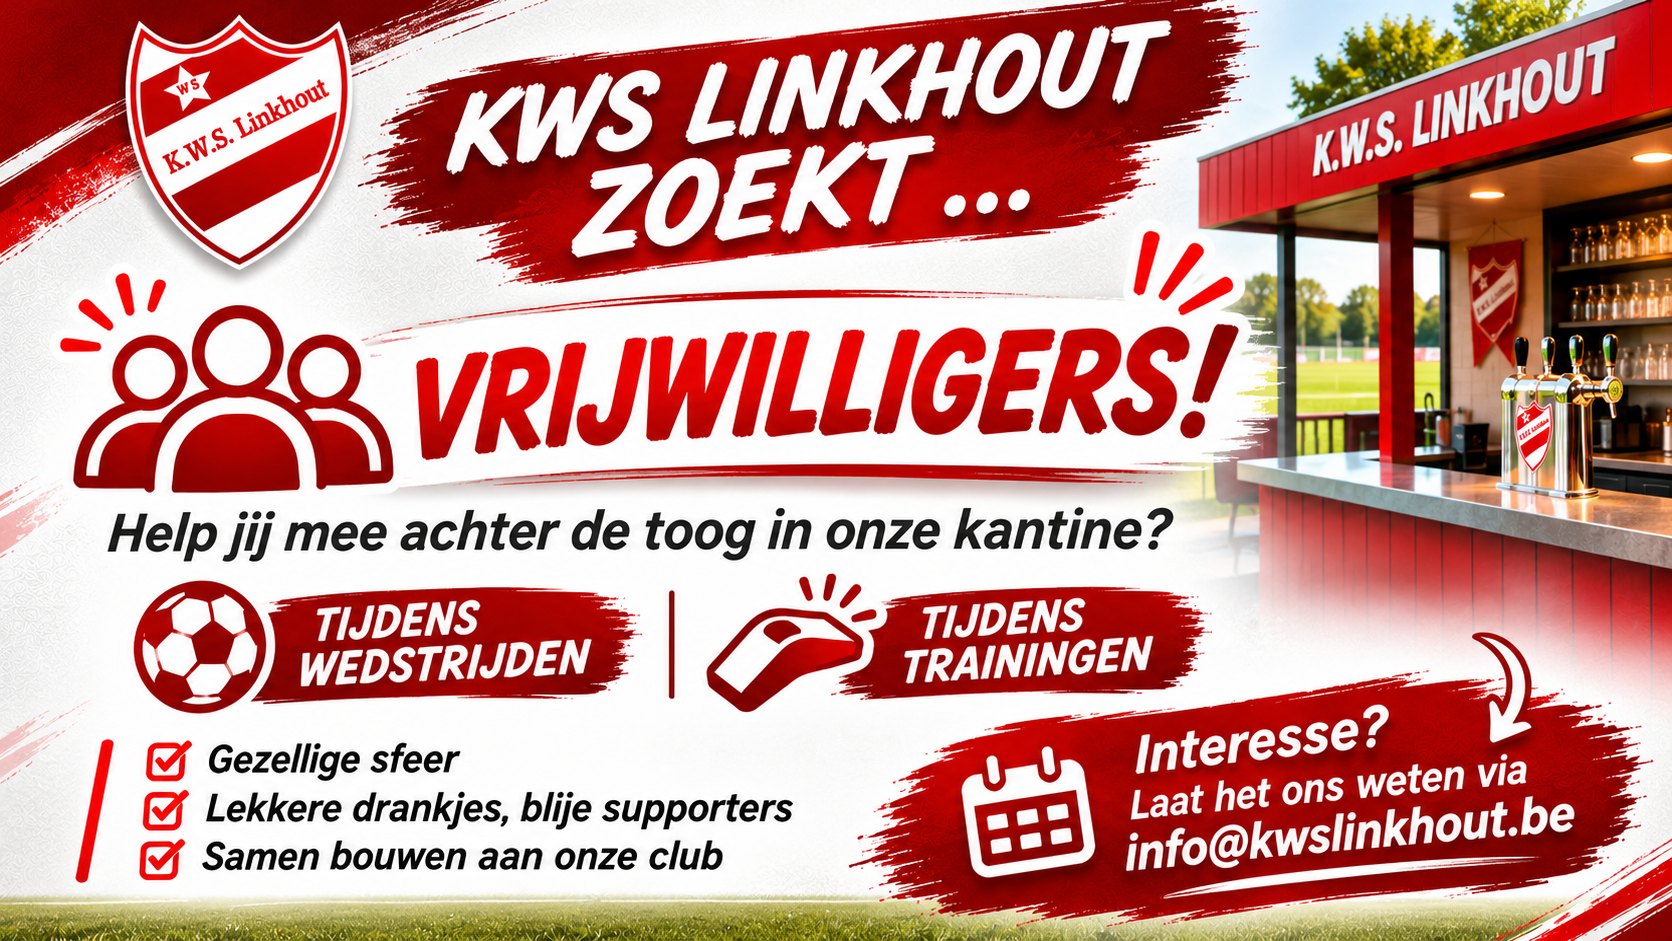 WS
K.W.S. Linkhout
KWS LINKHOUT
ZOEKT ...
K.W.S. LINKHOUT
VRIJWILLIGERS!
Help jij mee achter de toog in onze kantine?
TIJDENS
WEDSTRIJDEN
TIJDENS
TRAININGEN
Gezellige sfeer
Lekkere drankjes, blije supporters
Samen bouwen aan onze club
Interesse?
Laat het ons weten via
info@kwslinkhout.be